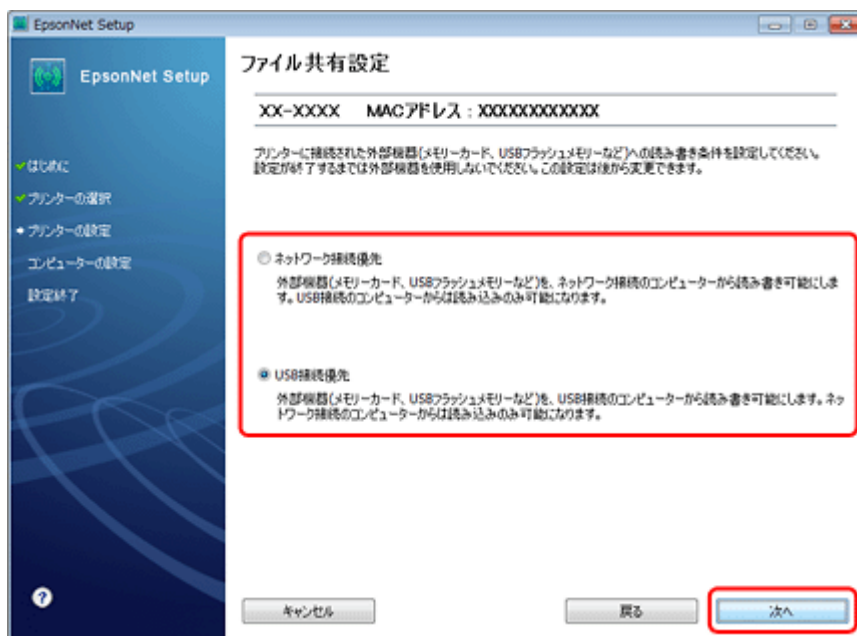 EpsonNet Setup
EpsonNet Setup
はじめに
プリンターの選択
プリンターの設定
コンピューターの設定
設定終了
ファイル共有設定
XX-XXXX MACアドレス：XXXXXXXXXXXX
プリンターに接続された外部機器(メモリーカード、USBフラッシュメモリーなど)への読み書き条件を設定してください。
設定が終了するまでは外部機器を使用しないでください。この設定は後から変更できます。
ネットワーク接続優先
外部機器(メモリーカード、USBフラッシュメモリーなど)を、ネットワーク接続のコンピューターから読み書き可能にしま
す。USB接続のコンピューターからは読み込みのみ可能になります。
USB接続優先
外部機器(メモリーカード、USBフラッシュメモリーなど)を、USB接続のコンピューターから読み書き可能にします。ネッ
トワーク接続のコンピューターからは読み込みのみ可能になります。
?
キャンセル
戻る
次へ